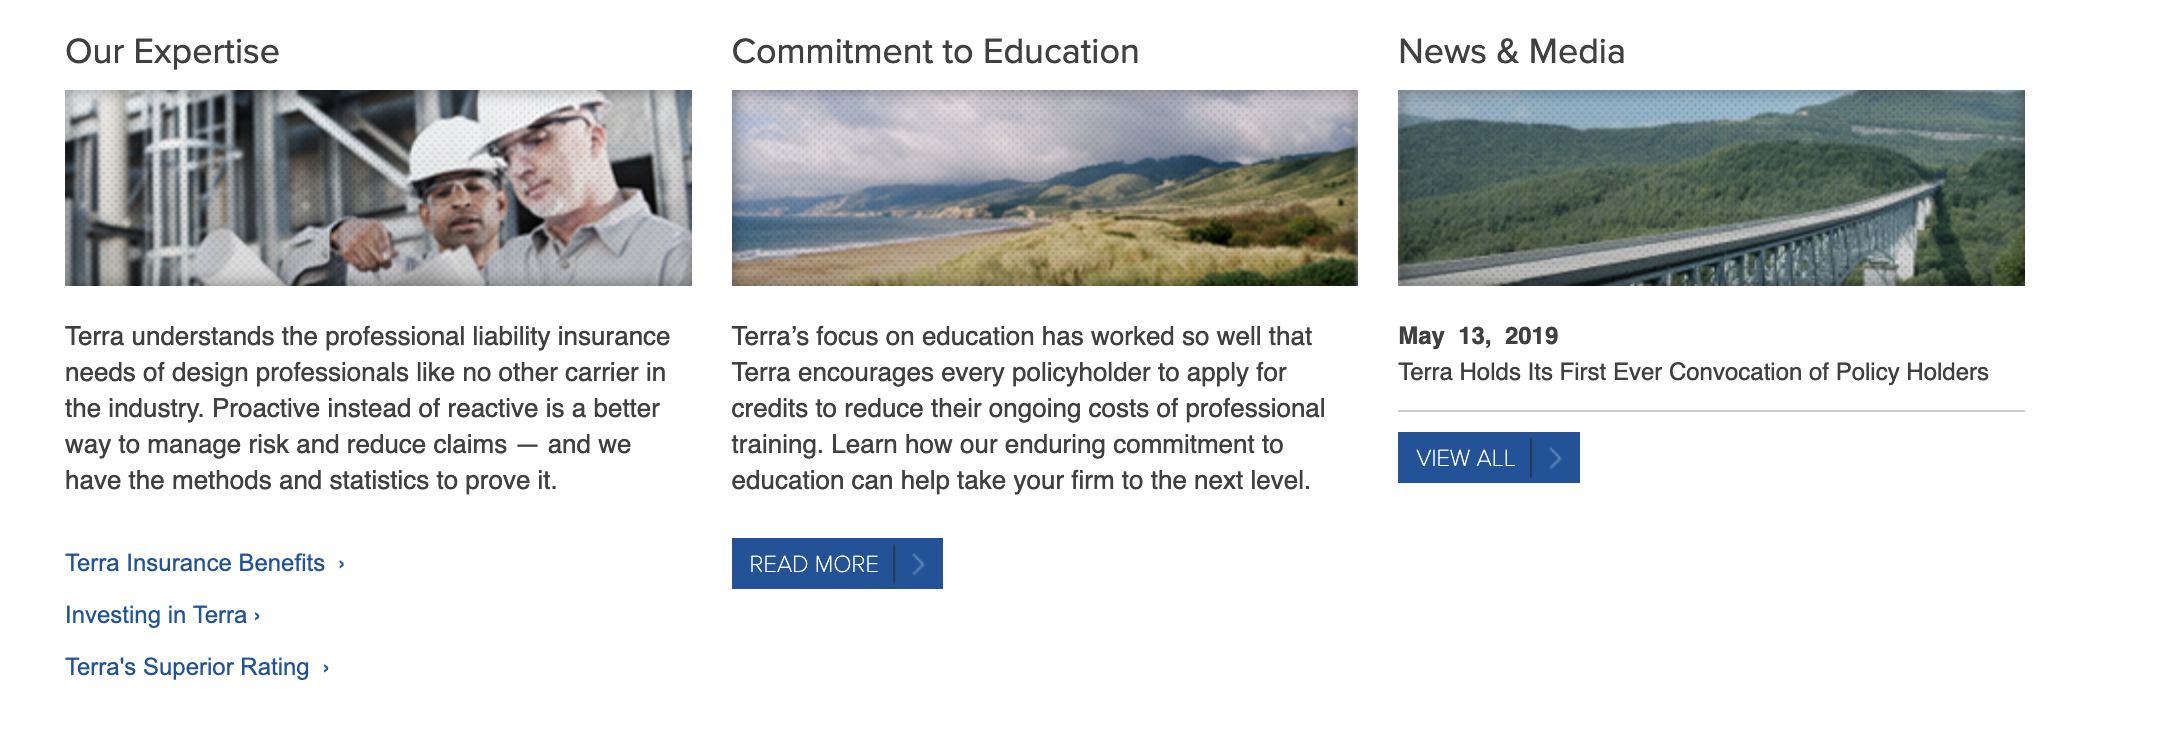 Our Expertise
Terra understands the professional liability insurance
needs of design professionals like no other carrier in
the industry. Proactive instead of reactive is a better
way to manage risk and reduce claims — and we
have the methods and statistics to prove it.
Terra Insurance Benefits ›
Investing in Terra ›
Terra's Superior Rating ›
Commitment to Education
Terra’s focus on education has worked so well that
Terra encourages every policyholder to apply for
credits to reduce their ongoing costs of professional
training. Learn how our enduring commitment to
education can help take your firm to the next level.
READ MORE
News & Media
May 13, 2019
Terra Holds Its First Ever Convocation of Policy Holders
VIEW ALL